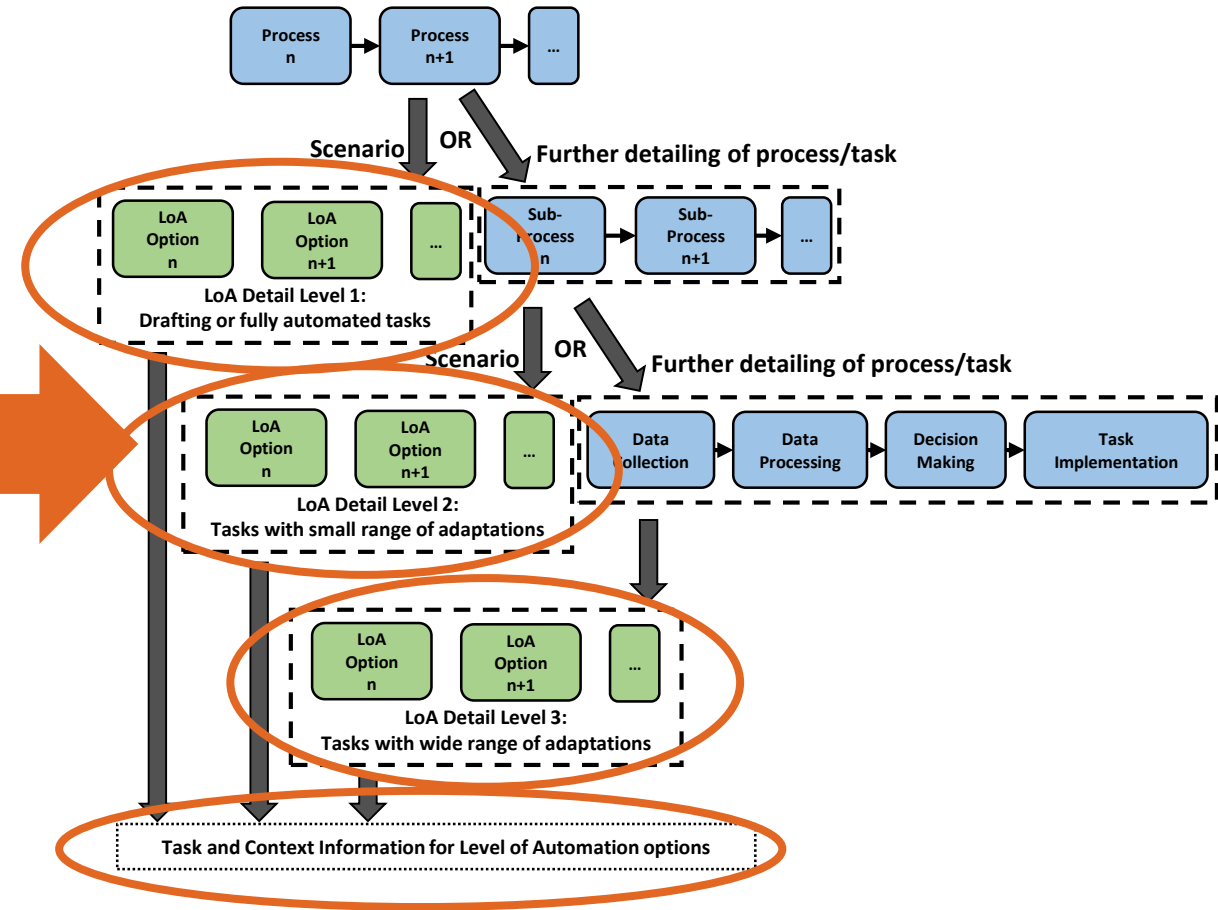 Process
n
Process
n+1
...
Scenario
OR
Further detailing of process/task
LoA
Option
n
LoA
Option
n+1
...
LoA Detail Level 1:
Drafting or fully automated tasks
Sub-
Process
n
Sub-
Process
n+1
...
Scenario
OR
Further detailing of process/task
LoA
Option
n
LoA
Option
n+1
...
LoA Detail Level 2:
Tasks with small range of adaptations
Data
Collection
Data
Processing
Decision
Making
Task
Implementation
LoA
Option
n
LoA
Option
n+1
...
LoA Detail Level 3:
Tasks with wide range of adaptations
Task and Context Information for Level of Automation options